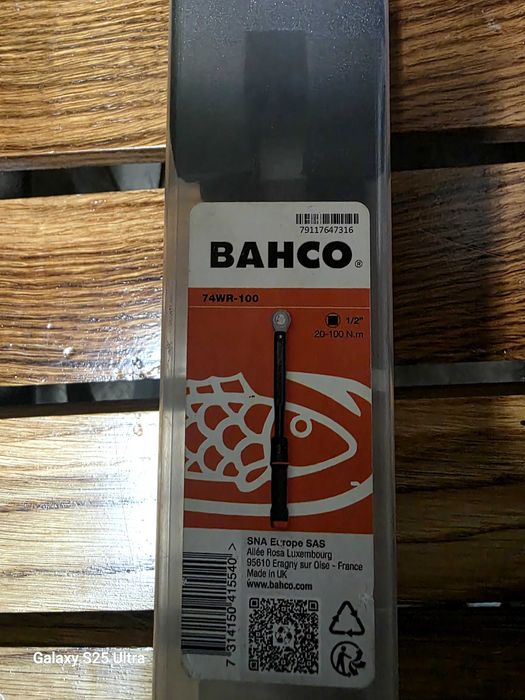 79117647316
BAHCO®
74WR-100
1/2"
20-100 N.m
SNA Europe SAS
Allée Rosa Luxembourg
95610 Eragny sur Oise - France
Made in UK
www.bahco.com
7 314150 415540 >
Galaxy S25 Ultra